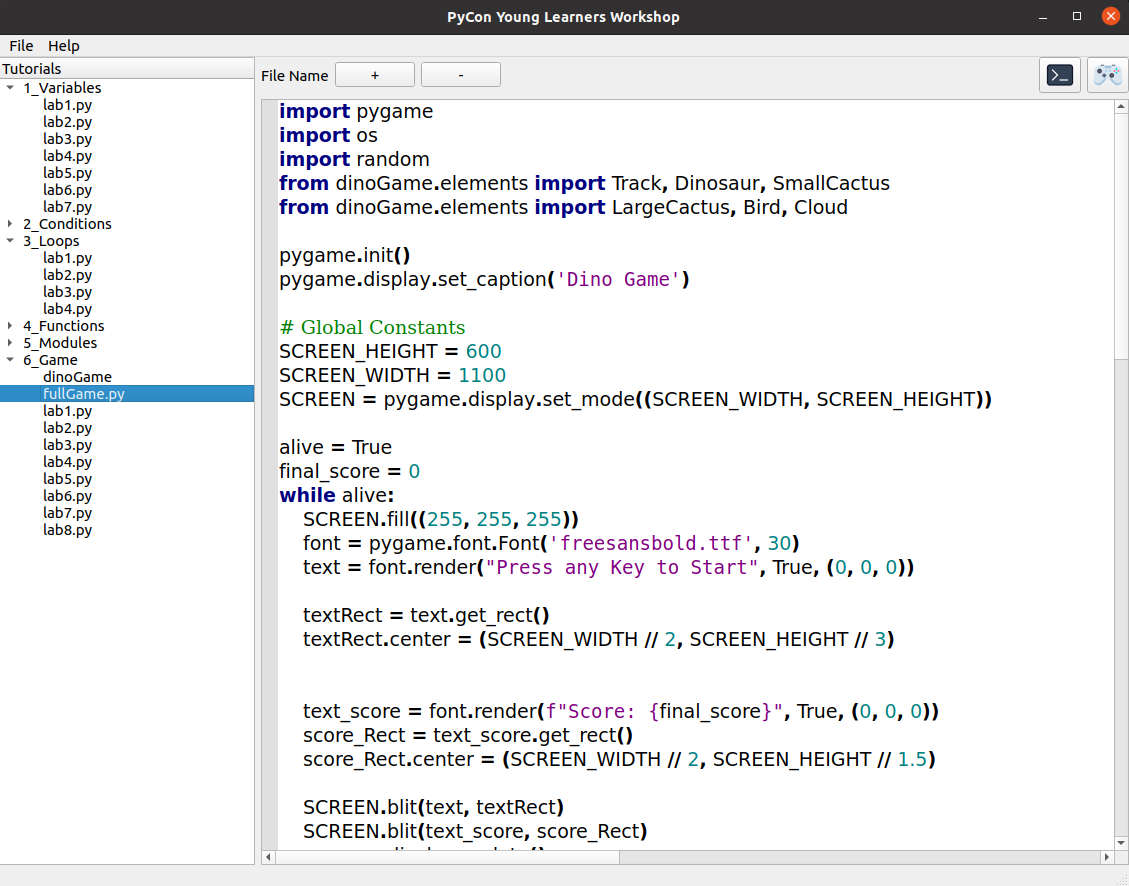 PyCon Young Learners Workshop
File Help
Tutorials
1_Variables
lab1.py
lab2.py
lab3.py
lab4.py
lab5.py
lab6.py
lab7.py
2_Conditions
3_Loops
lab1.py
lab2.py
lab3.py
lab4.py
4_Functions
5_Modules
6_Game
dinoGame
fullGame.py
lab1.py
lab2.py
lab3.py
lab4.py
lab5.py
lab6.py
lab7.py
lab8.py
File Name + -
import pygame
import os
import random
from dinoGame.elements import Track, Dinosaur, SmallCactus
from dinoGame.elements import LargeCactus, Bird, Cloud
pygame.init()
pygame.display.set_caption('Dino Game')
# Global Constants
SCREEN_HEIGHT = 600
SCREEN_WIDTH = 1100
SCREEN = pygame.display.set_mode((SCREEN_WIDTH, SCREEN_HEIGHT))
alive = True
final_score = 0
while alive:
SCREEN.fill((255, 255, 255))
font = pygame.font.Font('freesansbold.ttf', 30)
text = font.render("Press any Key to Start", True, (0, 0, 0))
textRect = text.get_rect()
textRect.center = (SCREEN_WIDTH // 2, SCREEN_HEIGHT // 3)
text_score = font.render(f"Score: {final_score}", True, (0, 0, 0))
score_Rect = text_score.get_rect()
score_Rect.center = (SCREEN_WIDTH // 2, SCREEN_HEIGHT // 1.5)
SCREEN.blit(text, textRect)
SCREEN.blit(text_score, score_Rect)